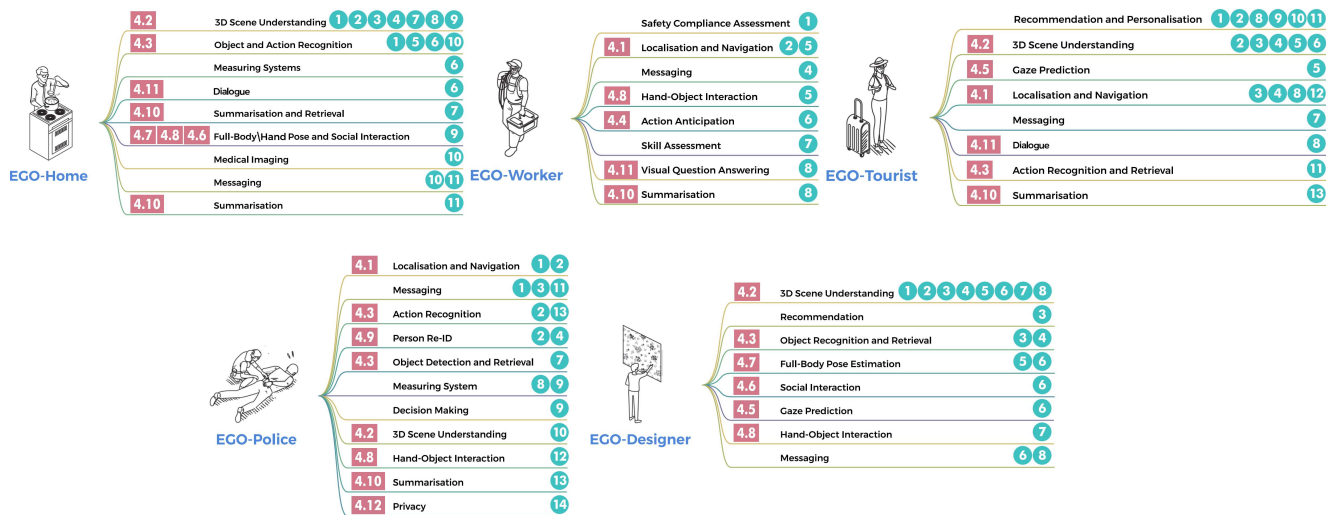 4.2 3D Scene Understanding 1 2 3 4 7 8 9
4.3 Object and Action Recognition 1 5 6 10
Measuring Systems 6
4.11 Dialogue 6
4.10 Summarisation and Retrieval 7
4.7 4.8 4.6 Full-Body\Hand Pose and Social Interaction 9
Medical Imaging 10
Messaging 10 11
4.10 Summarisation 11
EGO-Home
Safety Compliance Assessment 1
4.1 Localisation and Navigation 2 5
Messaging 4
4.8 Hand-Object Interaction 5
4.4 Action Anticipation 6
Skill Assessment 7
4.11 Visual Question Answering 8
4.10 Summarisation 8
EGO-Worker
Recommendation and Personalisation 1 2 8 9 10 11
4.2 3D Scene Understanding 2 3 4 5 6
4.5 Gaze Prediction 5
4.1 Localisation and Navigation 3 4 8 12
Messaging 7
4.11 Dialogue 8
4.3 Action Recognition and Retrieval 11
4.10 Summarisation 13
EGO-Tourist
4.1 Localisation and Navigation 1 2
Messaging 1 3 11
4.3 Action Recognition 2 13
4.9 Person Re-ID 2 4
4.3 Object Detection and Retrieval 7
Measuring System 8 9
Decision Making 9
4.2 3D Scene Understanding 10
4.8 Hand-Object Interaction 12
4.10 Summarisation 13
4.12 Privacy 14
EGO-Police
4.2 3D Scene Understanding 1 2 3 4 5 6 7 8
Recommendation 3
4.3 Object Recognition and Retrieval 3 4
4.7 Full-Body Pose Estimation 5 6
4.6 Social Interaction 6
4.5 Gaze Prediction 6
4.8 Hand-Object Interaction 7
Messaging 6 8
EGO-Designer